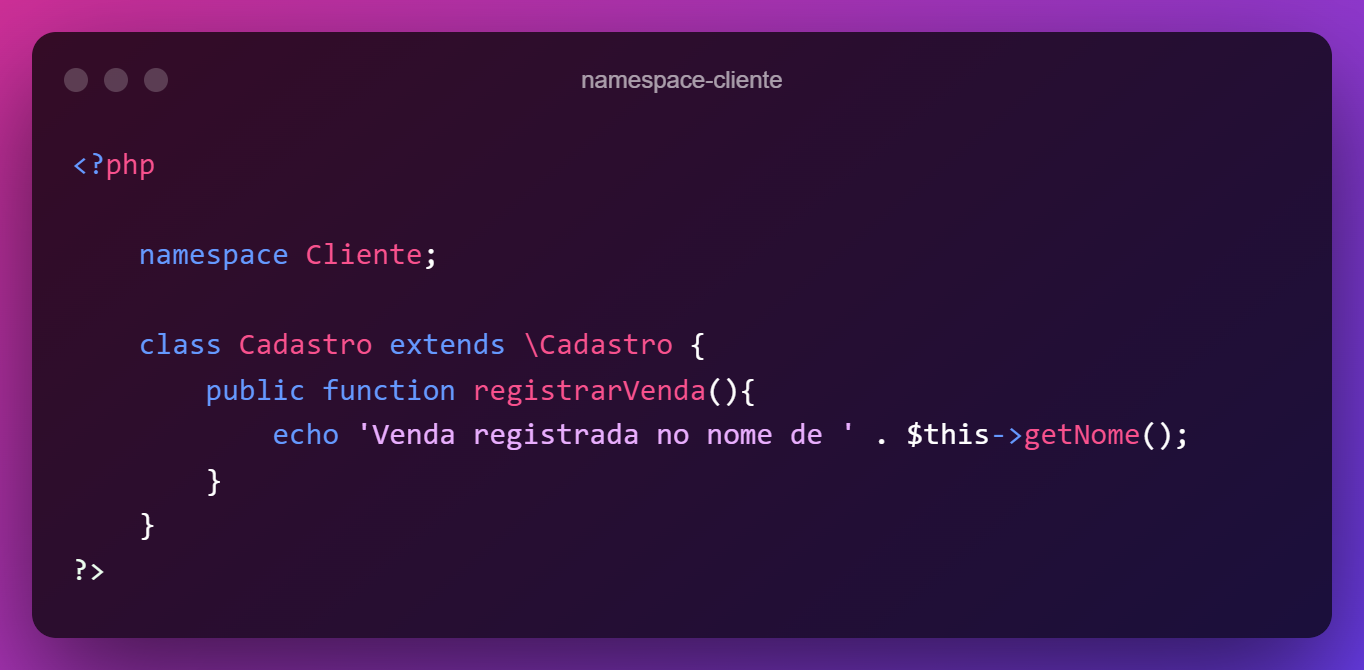 namespace-cliente
<?php
namespace Cliente;
class Cadastro extends \Cadastro {
public function registrarVenda(){
echo 'Venda registrada no nome de ' . $this->getNome();
}
}
?>